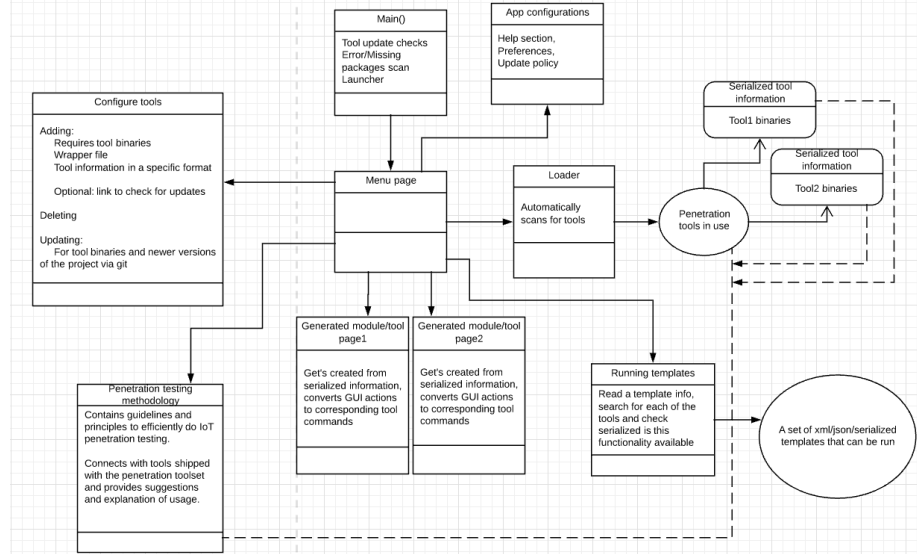 Main()
Tool update checks
Error/Missing
packages scan
Launcher
App configurations
Help section,
Preferences,
Update policy
Configure tools
Adding:
Requires tool binaries
Wrapper file
Tool information in a specific format
Optional: link to check for updates
Deleting
Updating:
For tool binaries and newer versions
of the project via git
Menu page
Loader
Automatically
scans for tools
Penetration
tools in use
Serialized tool
information
Tool1 binaries
Serialized tool
information
Tool2 binaries
Generated module/tool
page1
Get's created from
serialized information,
converts GUI actions
to corresponding tool
commands
Generated module/tool
page2
Get's created from
serialized information,
converts GUI actions
to corresponding tool
commands
Running templates
Read a template info,
search for each of the
tools and check
serialized is this
functionality available
A set of xml/json/serialized
templates that can be run
Penetration testing
methodology
Contains guidelines and
principles to efficiently do IoT
penetration testing.
Connects with tools shipped
with the penetration toolset
and provides suggestions
and explanation of usage.